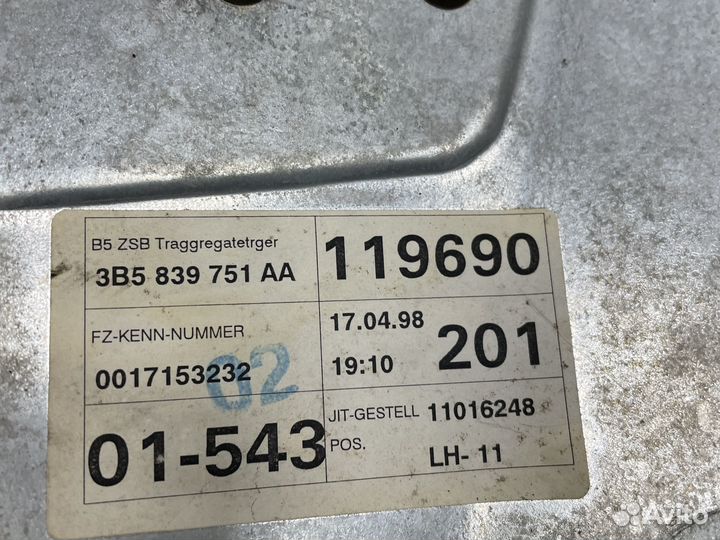 B5 ZSB Traggregatetrger
3B5 839 751 AA
119690
FZ-KENN-NUMMER
0017153232
02
17.04.98
19:10
201
01-543
JIT-GESTELL 11016248
POS.
LH- 11
Avito